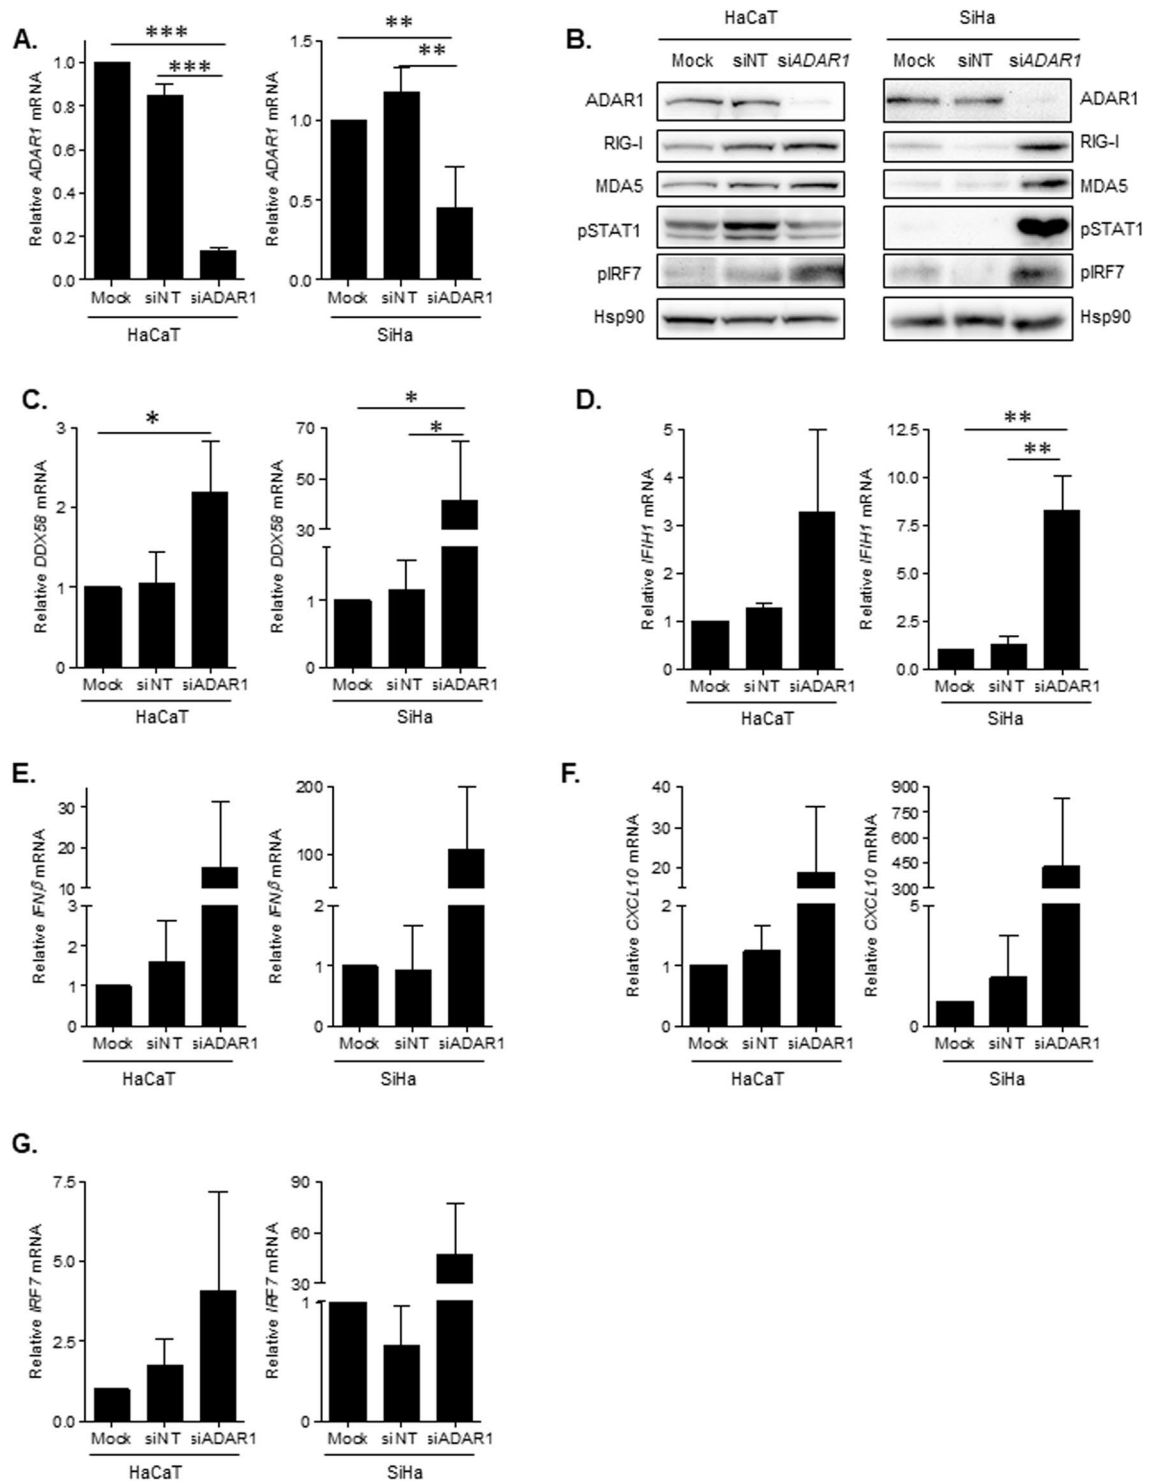 A.
Relative ADAR1 mRNA
1.0
0.8
0.6
0.4
0.2
0.0
***
***
Mock siNT siADAR1
HaCaT
Relative ADAR1 mRNA
1.5
1.0
0.5
0.0
**
**
Mock siNT siADAR1
SiHa
B.
HaCaT SiHa
Mock siNT siADAR1 Mock siNT siADAR1
ADAR1 ADAR1
RIG-I RIG-I
MDA5 MDA5
pSTAT1 pSTAT1
pIRF7 pIRF7
Hsp90 Hsp90
C.
Relative DDX58 mRNA
3
2
1
0
*
Mock siNT siADAR1
HaCaT
Relative DDX58 mRNA
70
50
30
1
0
*
*
Mock siNT siADAR1
SiHa
D.
Relative IFIH1 mRNA
5
4
3
2
1
0
Mock siNT siADAR1
HaCaT
Relative IFIH1 mRNA
12.5
10.0
7.5
5.0
2.5
0.0
**
**
Mock siNT siADAR1
SiHa
E.
Relative IFNβ mRNA
30
20
10
3
2
1
0
Mock siNT siADAR1
HaCaT
Relative IFNβ mRNA
200
100
2
1
0
Mock siNT siADAR1
SiHa
F.
Relative CXCL10 mRNA
40
30
20
2
1
0
Mock siNT siADAR1
HaCaT
Relative CXCL10 mRNA
900
750
600
450
300
5
0
Mock siNT siADAR1
SiHa
G.
Relative IRF7 mRNA
7.5
5.0
2.5
0.0
Mock siNT siADAR1
HaCaT
Relative IRF7 mRNA
90
60
30
1
0
Mock siNT siADAR1
SiHa